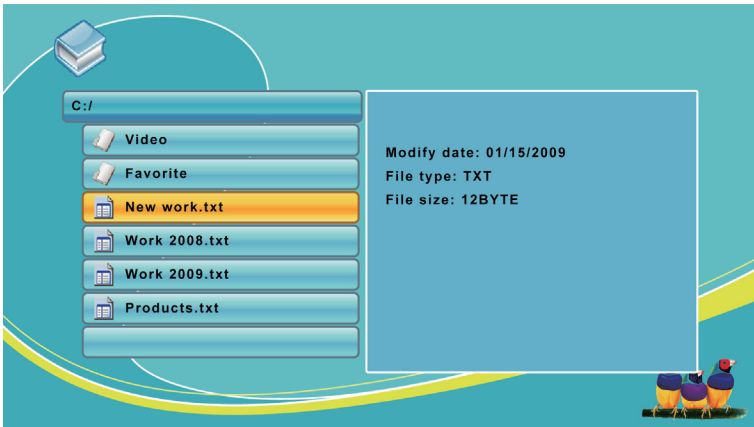 C:/
Video
Favorite
New work.txt
Work 2008.txt
Work 2009.txt
Products.txt
Modify date: 01/15/2009
File type: TXT
File size: 12BYTE